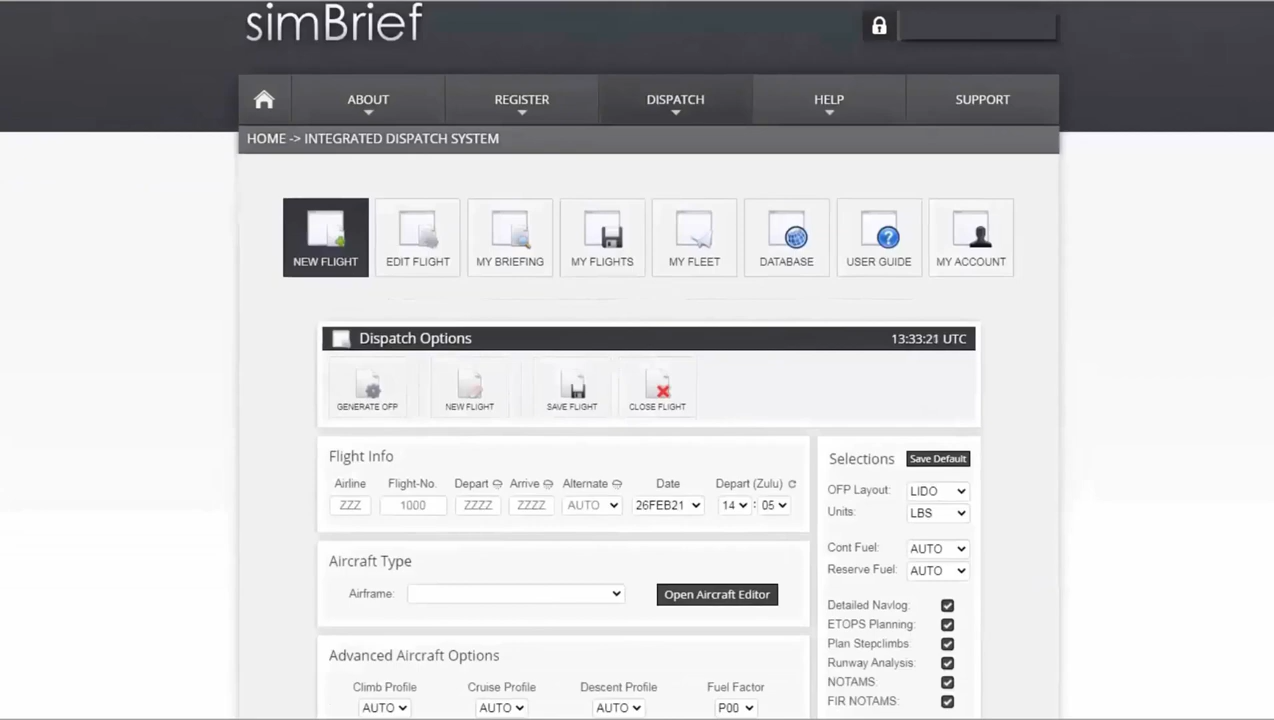 simBrief
ABOUT REGISTER DISPATCH HELP SUPPORT
HOME -> INTEGRATED DISPATCH SYSTEM
NEW FLIGHT EDIT FLIGHT MY BRIEFING MY FLIGHTS MY FLEET DATABASE USER GUIDE MY ACCOUNT
Dispatch Options 13:33:21 UTC
GENERATE OFP NEW FLIGHT SAVE FLIGHT CLOSE FLIGHT
Flight Info
Airline Flight-No. Depart Arrive Alternate Date Depart (Zulu)
ZZZ 1000 ZZZZ ZZZZ AUTO 26FEB21 14 : 05
Aircraft Type
Airframe: Open Aircraft Editor
Advanced Aircraft Options
Climb Profile Cruise Profile Descent Profile Fuel Factor
AUTO AUTO AUTO P00
Selections Save Default
OFP Layout: LIDO
Units: LBS
Cont Fuel: AUTO
Reserve Fuel: AUTO
Detailed Navlog:
ETOPS Planning:
Plan Stepclimbs:
Runway Analysis:
NOTAMS:
FIR NOTAMS: